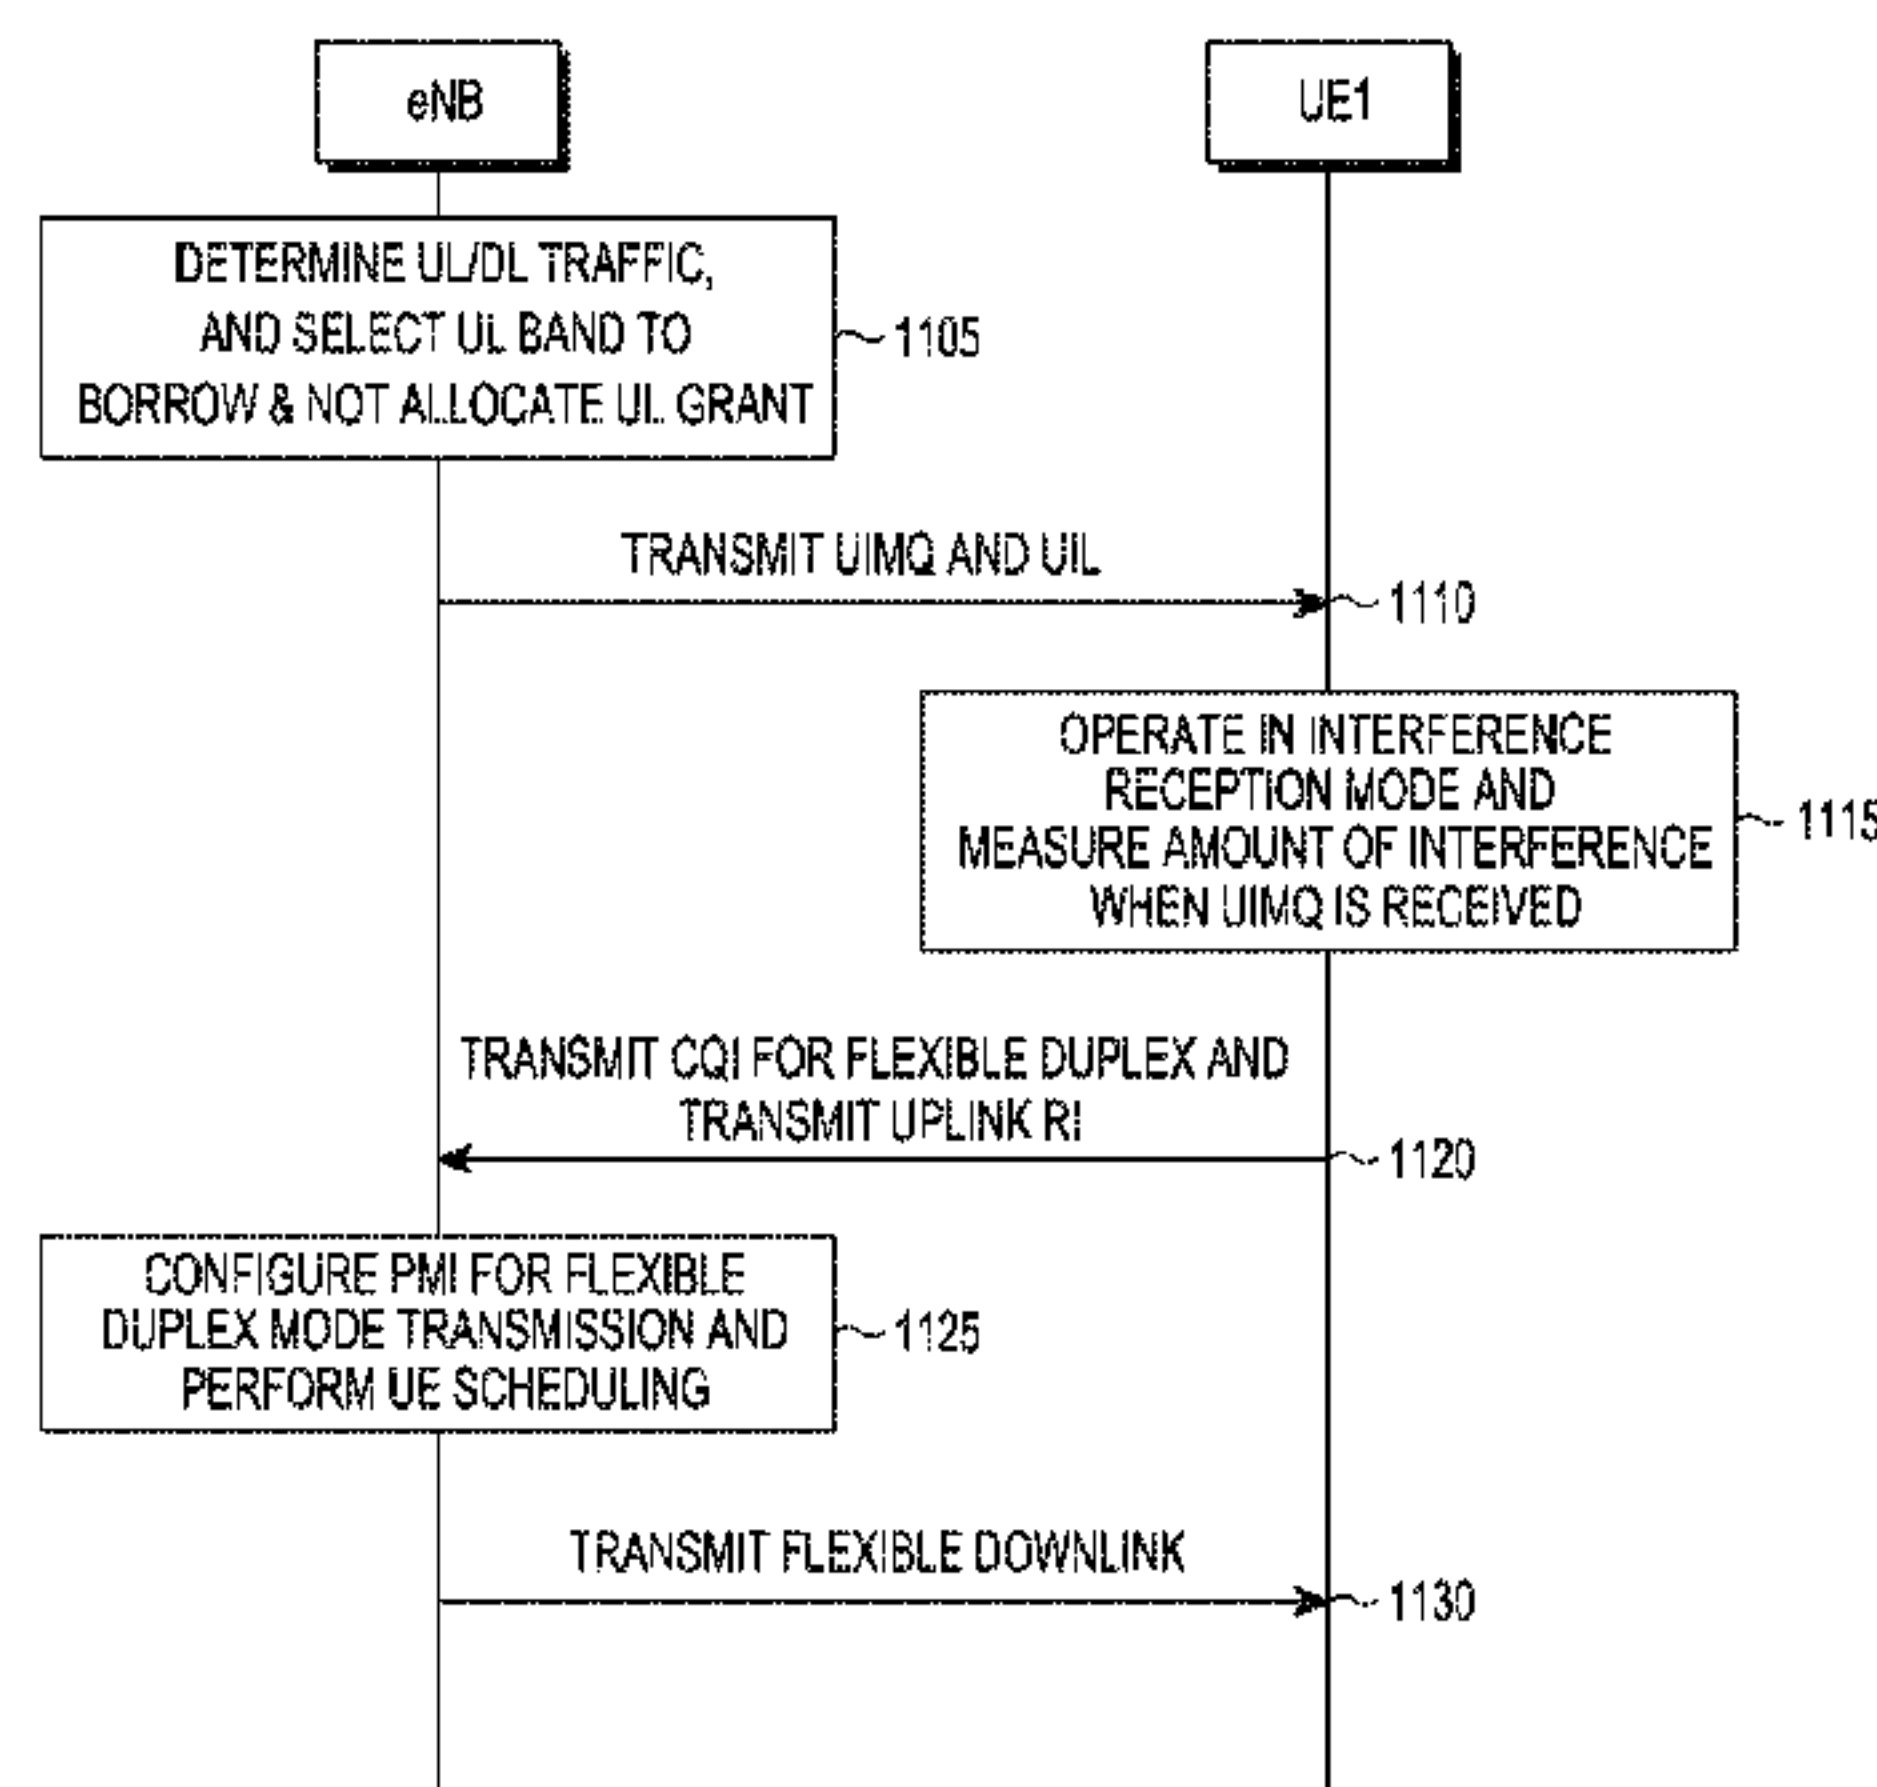 eNB
UE1
DETERMINE UL/DL TRAFFIC,
AND SELECT UL BAND TO
BORROW & NOT ALLOCATE UL GRANT
1105
TRANSMIT UIMQ AND UIL
1110
OPERATE IN INTERFERENCE
RECEPTION MODE AND
MEASURE AMOUNT OF INTERFERENCE
WHEN UIMQ IS RECEIVED
1115
TRANSMIT CQI FOR FLEXIBLE DUPLEX AND
TRANSMIT UPLINK RI
1120
CONFIGURE PMI FOR FLEXIBLE
DUPLEX MODE TRANSMISSION AND
PERFORM UE SCHEDULING
1125
TRANSMIT FLEXIBLE DOWNLINK
1130